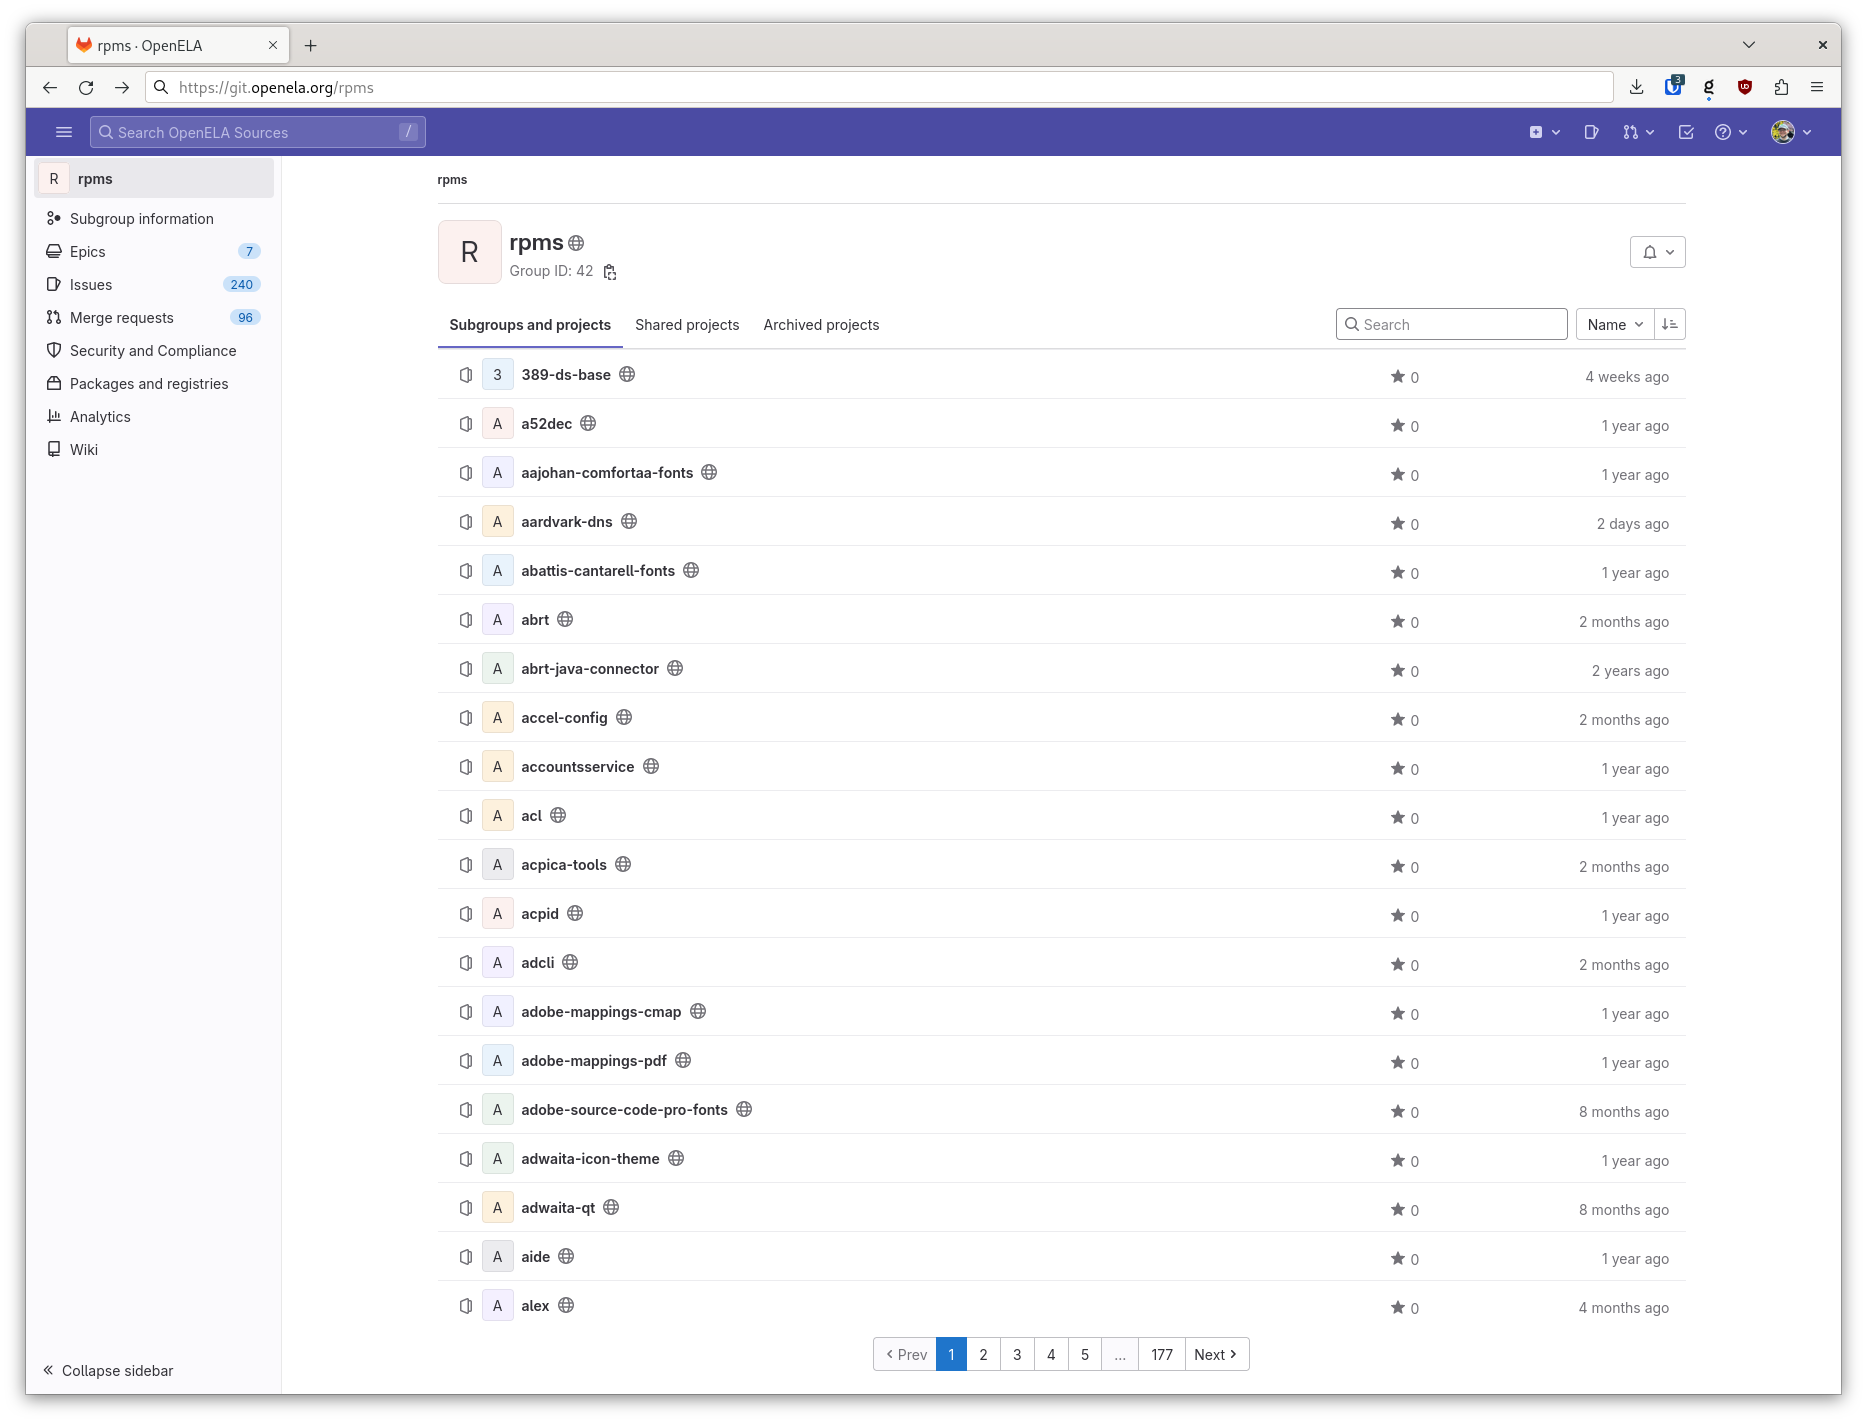 rpms · OpenELA
https://git.openela.org/rpms
3
Search OpenELA Sources /
R rpms
Subgroup information
Epics 7
Issues 240
Merge requests 96
Security and Compliance
Packages and registries
Analytics
Wiki
Collapse sidebar
rpms
R
rpms
Group ID: 42
Subgroups and projects Shared projects Archived projects Search Name
3 389-ds-base 0 4 weeks ago
A a52dec 0 1 year ago
A aajohan-comfortaa-fonts 0 1 year ago
A aardvark-dns 0 2 days ago
A abattis-cantarell-fonts 0 1 year ago
A abrt 0 2 months ago
A abrt-java-connector 0 2 years ago
A accel-config 0 2 months ago
A accountsservice 0 1 year ago
A acl 0 1 year ago
A acpica-tools 0 2 months ago
A acpid 0 1 year ago
A adcli 0 2 months ago
A adobe-mappings-cmap 0 1 year ago
A adobe-mappings-pdf 0 1 year ago
A adobe-source-code-pro-fonts 0 8 months ago
A adwaita-icon-theme 0 1 year ago
A adwaita-qt 0 8 months ago
A aide 0 1 year ago
A alex 0 4 months ago
Prev 1 2 3 4 5 ... 177 Next